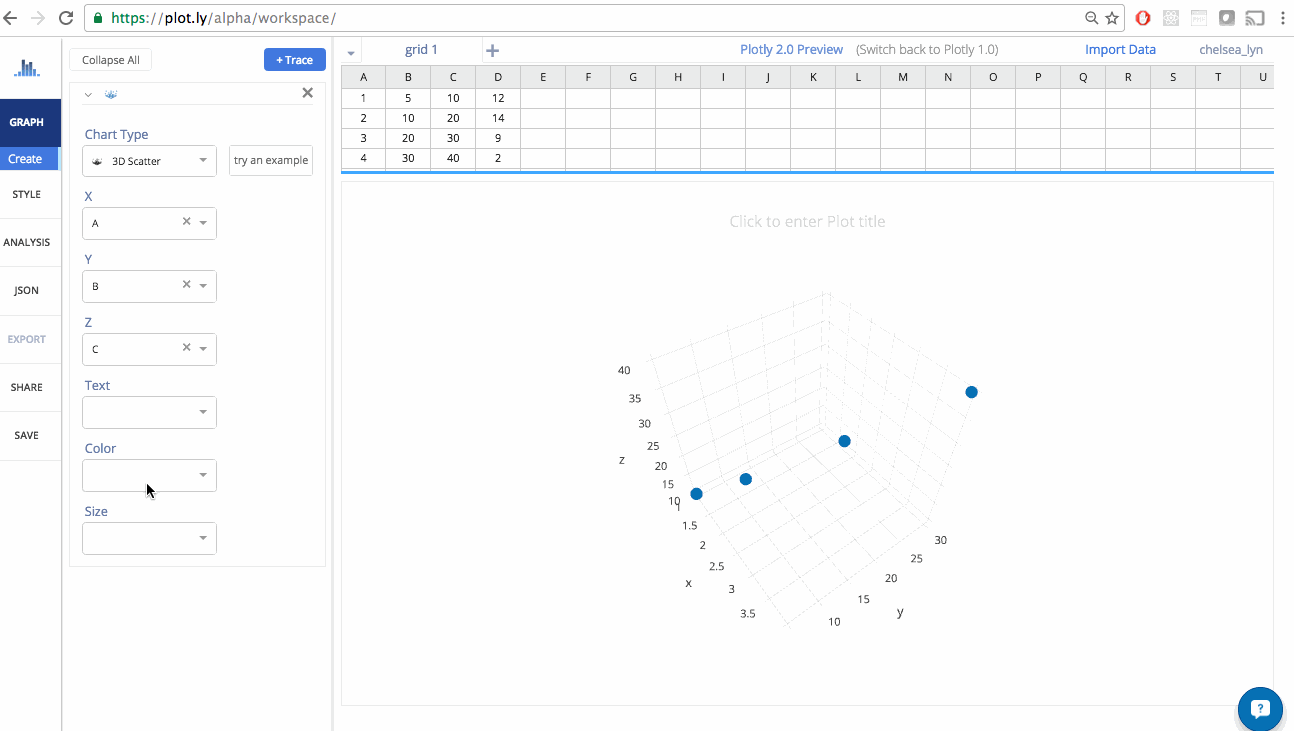 https://plot.ly/alpha/workspace/
Collapse All
+ Trace
grid 1
Plotly 2.0 Preview (Switch back to Plotly 1.0)
Import Data
chelsea_lyn
A B C D E F G H I J K L M N O P Q R S T U
1 5 10 12
2 10 20 14
3 20 30 9
4 30 40 2
GRAPH
Create
STYLE
ANALYSIS
JSON
EXPORT
SHARE
SAVE
Chart Type
3D Scatter
try an example
X
A
Y
B
Z
C
Text
Color
Size
Click to enter Plot title
40
35
30
25
20
15
10
z
1
1.5
2
2.5
3
3.5
x
10
15
20
25
30
y